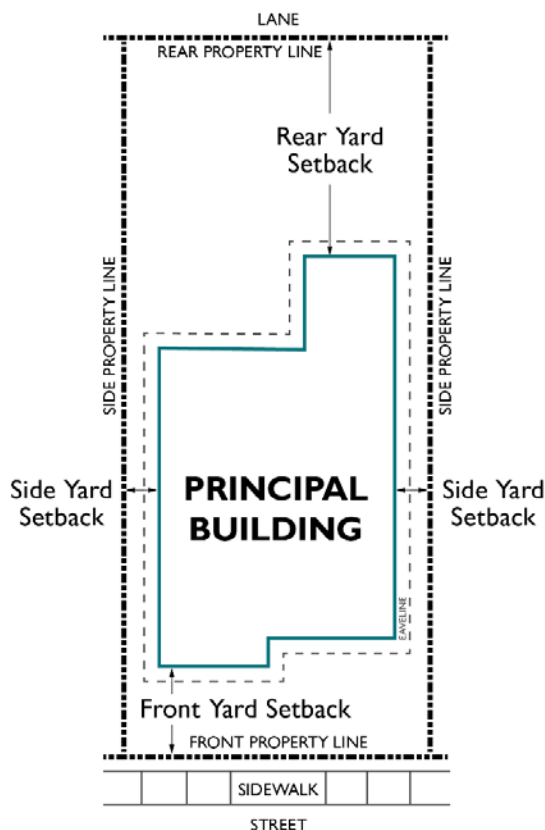 LANE
REAR PROPERTY LINE
Rear Yard
Setback
SIDE PROPERTY LINE
SIDE PROPERTY LINE
Side Yard
Setback
PRINCIPAL
BUILDING
Side Yard
Setback
EAVELINE
Front Yard Setback
FRONT PROPERTY LINE
SIDEWALK
STREET